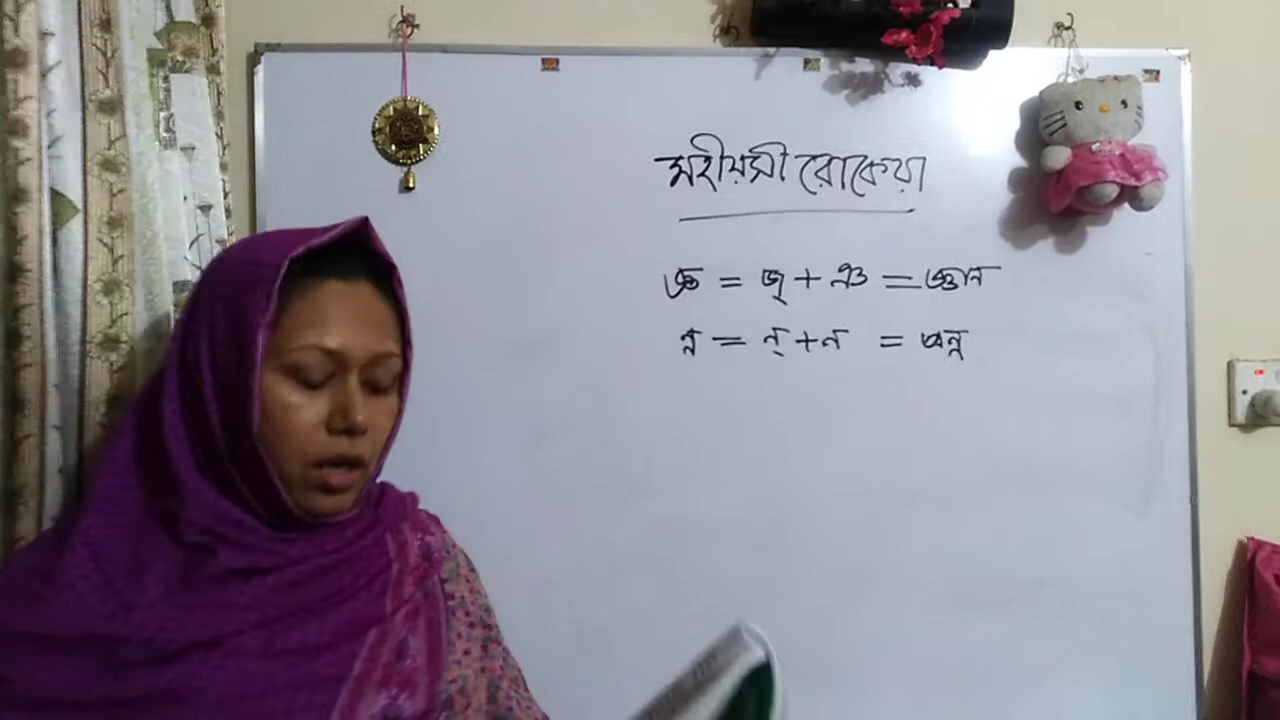 মহীয়সী রোকেয়া
জ্ঞ = জ্ + ঞ = জ্ঞান
ন্ন = ন্ + ন = অন্ন